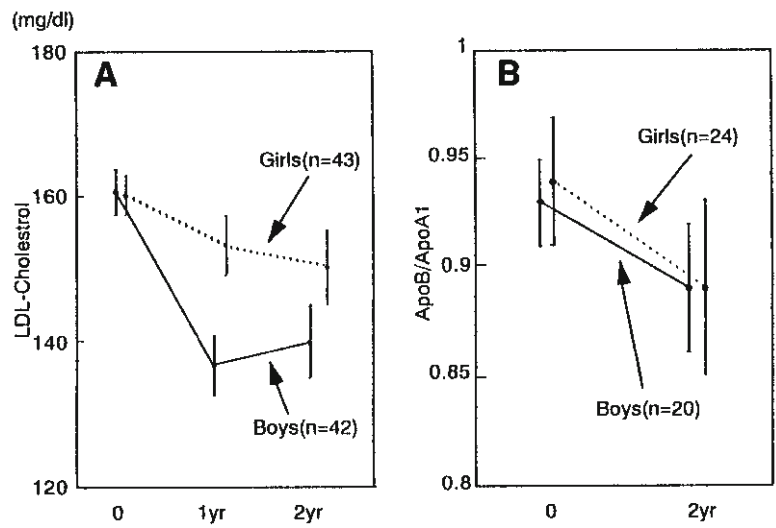 (mg/dl)
180
160
140
120
LDL-Cholestrol
A
Girls(n=43)
Boys(n=42)
0
1yr
2yr
1
0.95
0.9
0.85
0.8
ApoB/ApoA1
B
Girls(n=24)
Boys(n=20)
0
2yr